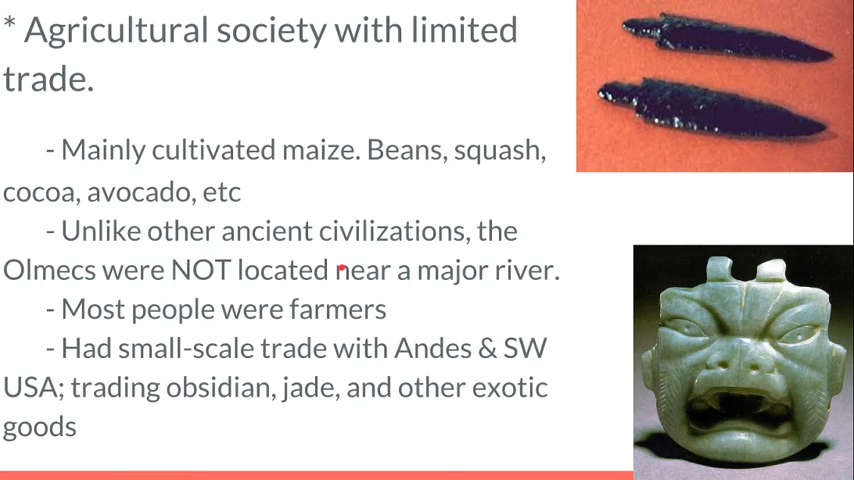 * Agricultural society with limited
trade.
- Mainly cultivated maize. Beans, squash,
cocoa, avocado, etc
- Unlike other ancient civilizations, the
Olmecs were NOT located near a major river.
- Most people were farmers
- Had small-scale trade with Andes & SW
USA; trading obsidian, jade, and other exotic
goods